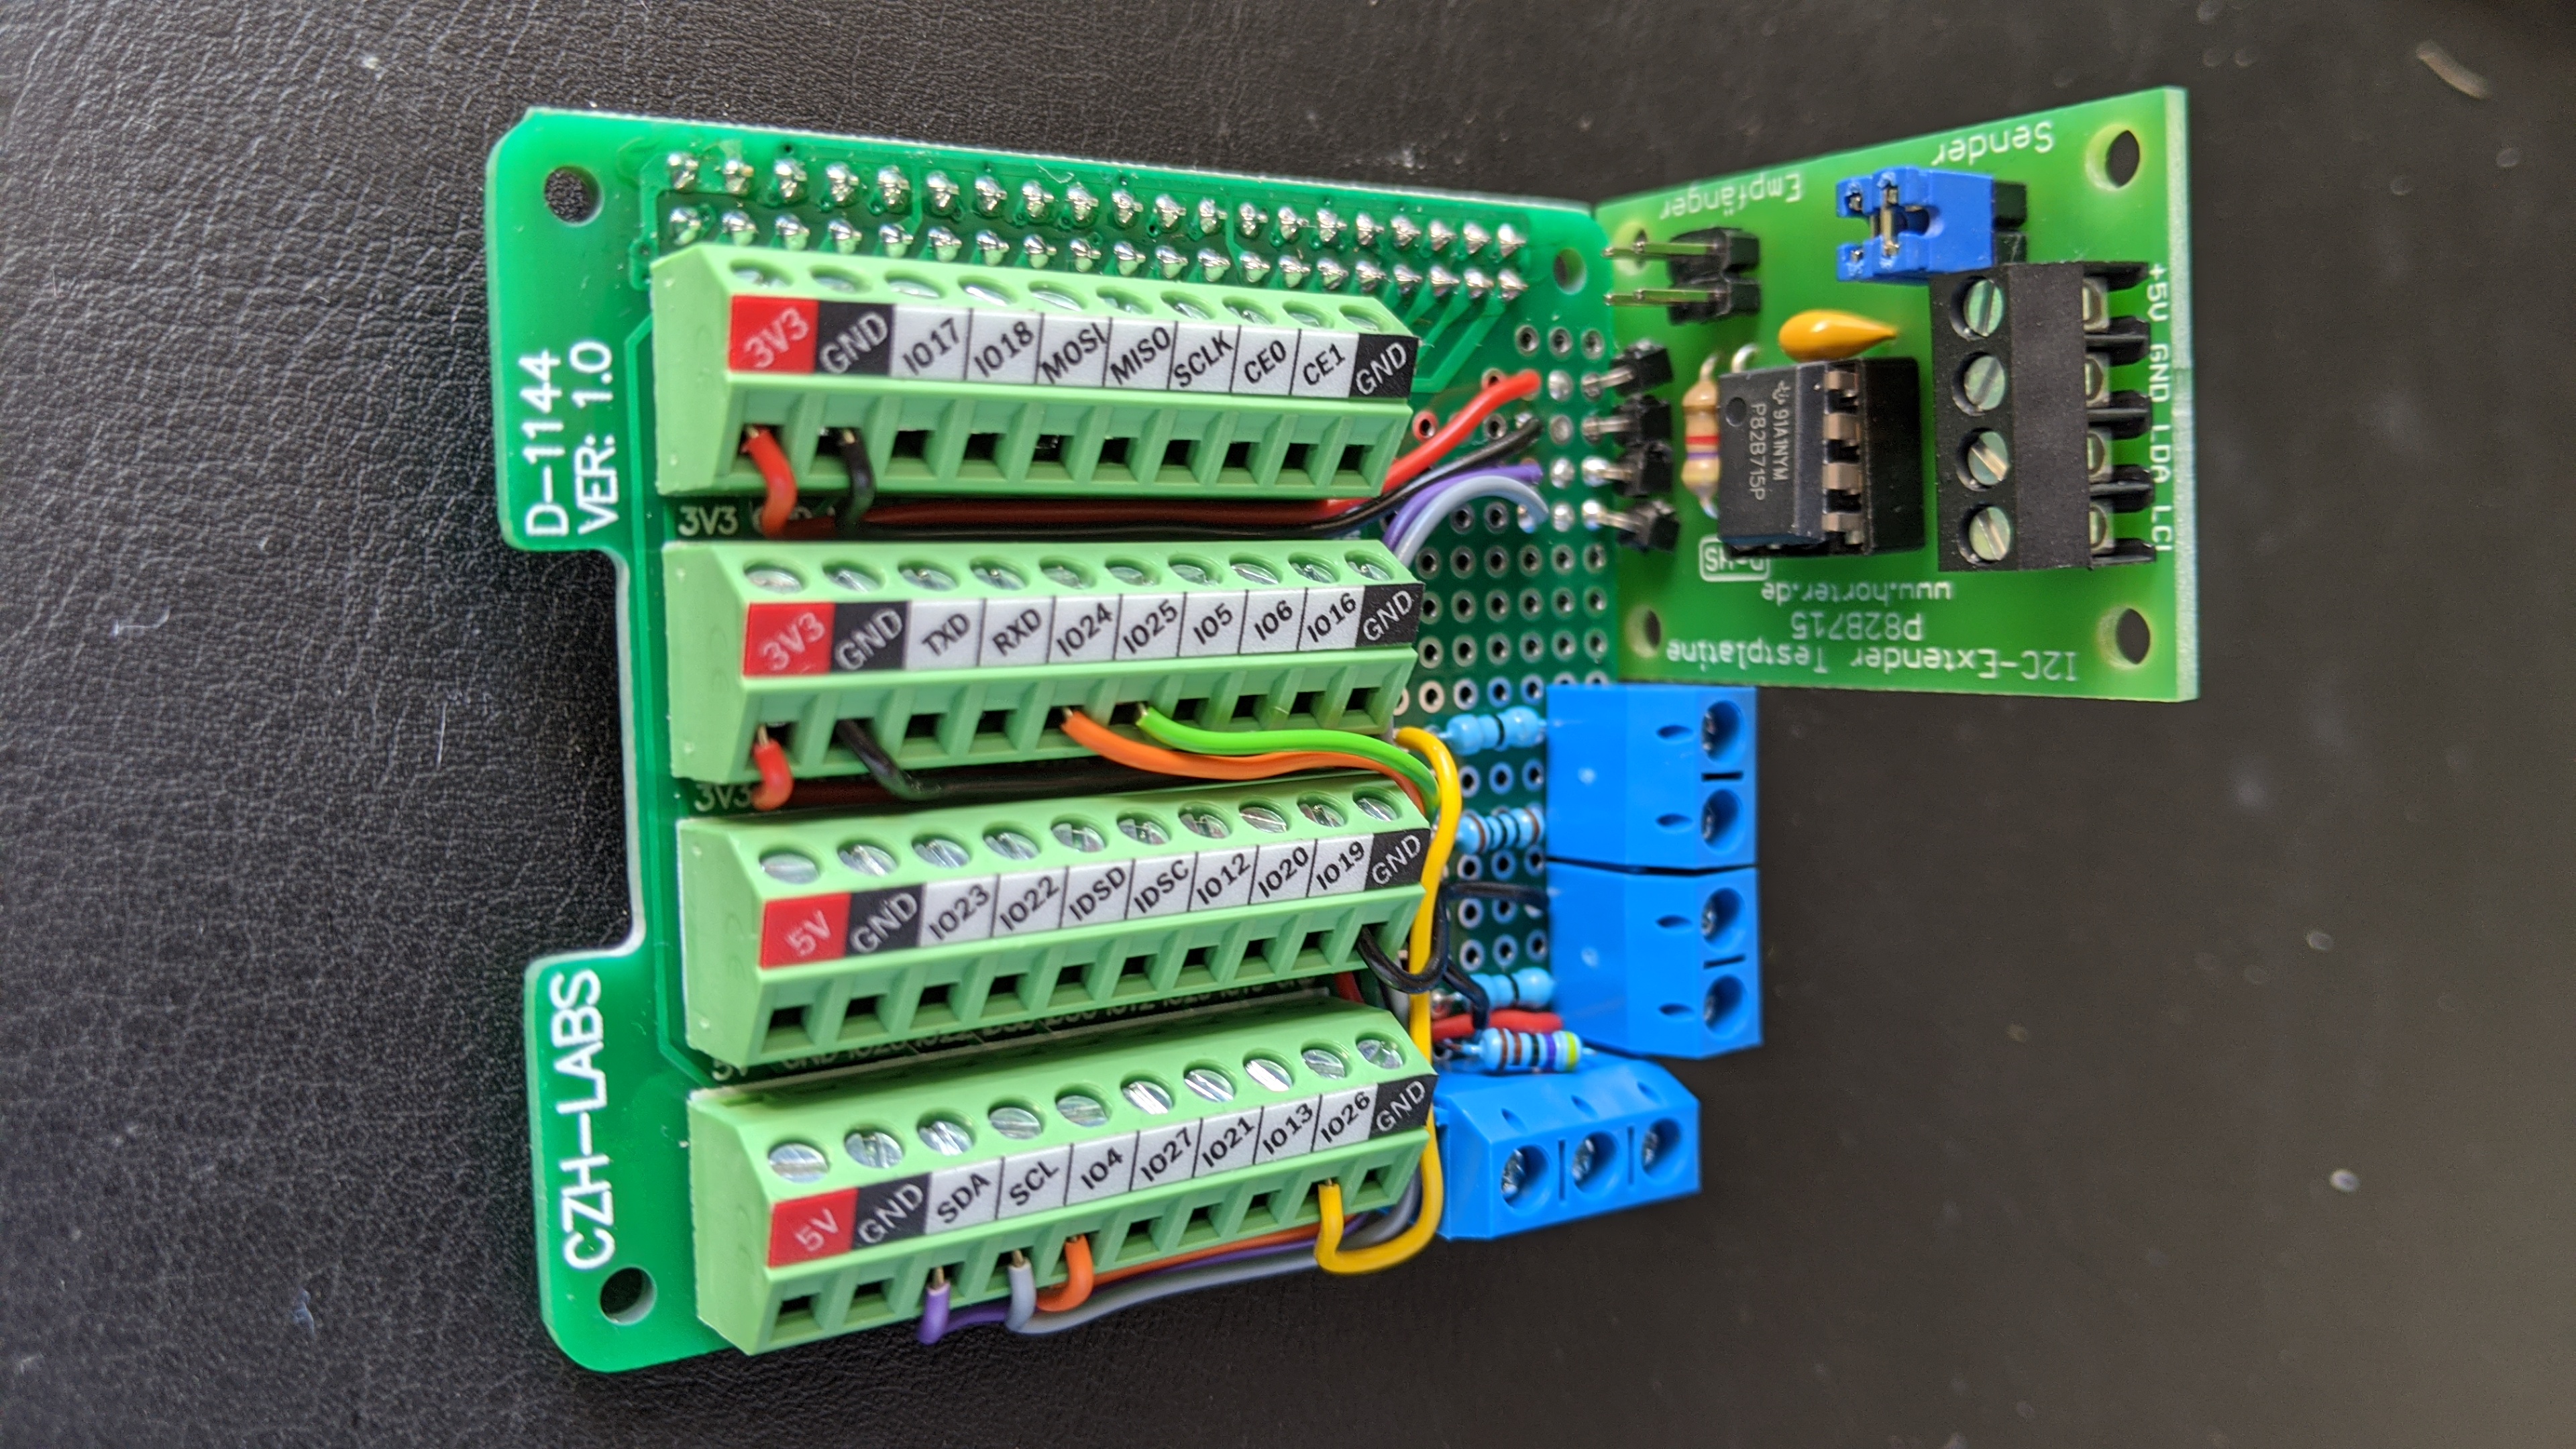 +5V GND LDA LCL
Sender
Empfänger
I2C-Extender Testplatine
P82B715
www.horter.de
91A1NYM
P82B715P
GND
CE1
CE0
SCLK
MISO
MOSI
IO18
IO17
GND
3V3
GND
IO16
IO6
IO5
IO25
IO24
RXD
TXD
GND
3V3
GND
IO19
IO20
IO12
IDSC
IDSD
IO22
IO23
GND
5V
GND
IO26
IO13
IO21
IO27
IO4
SCL
SDA
GND
5V
3V3
3V3
D-1144
VER: 1.0
CZH-LABS